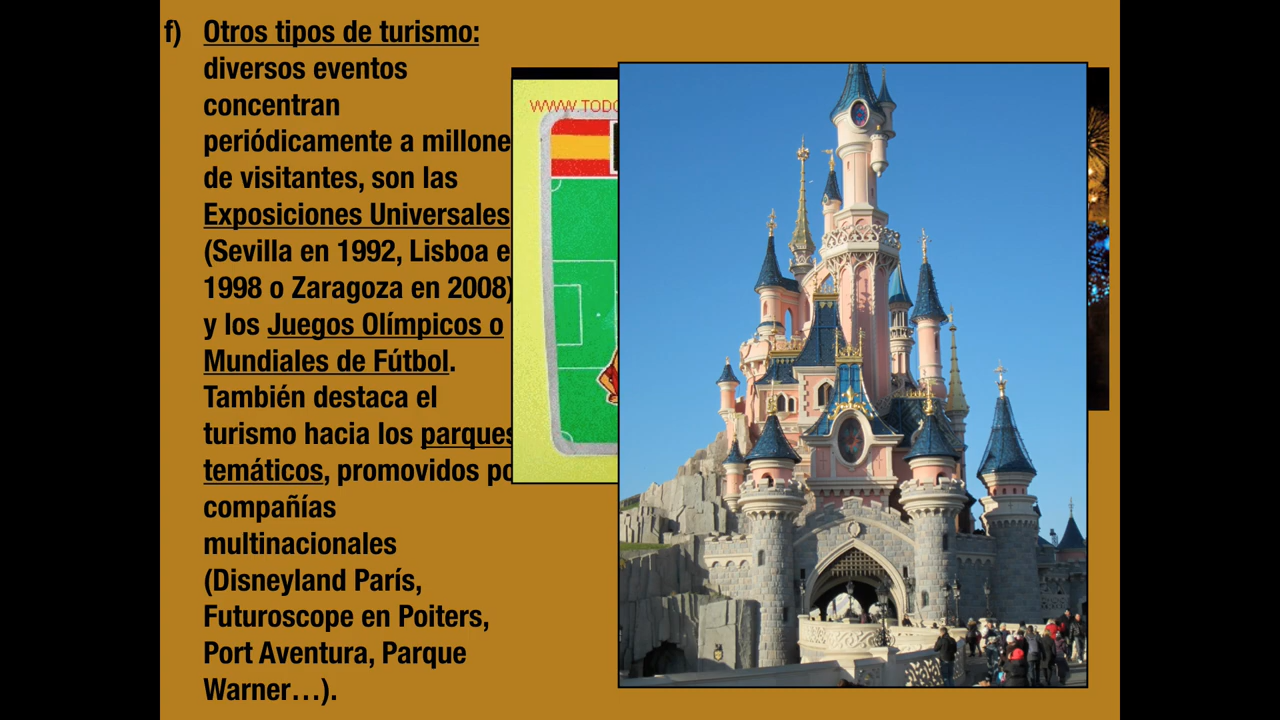 f) Otros tipos de turismo:
diversos eventos
concentran
periódicamente a millone
de visitantes, son las
Exposiciones Universales
(Sevilla en 1992, Lisboa e
1998 o Zaragoza en 2008)
y los Juegos Olímpicos o
Mundiales de Fútbol.
También destaca el
turismo hacia los parques
temáticos, promovidos po
compañías
multinacionales
(Disneyland París,
Futuroscope en Poiters,
Port Aventura, Parque
Warner…).
WWW.TODO